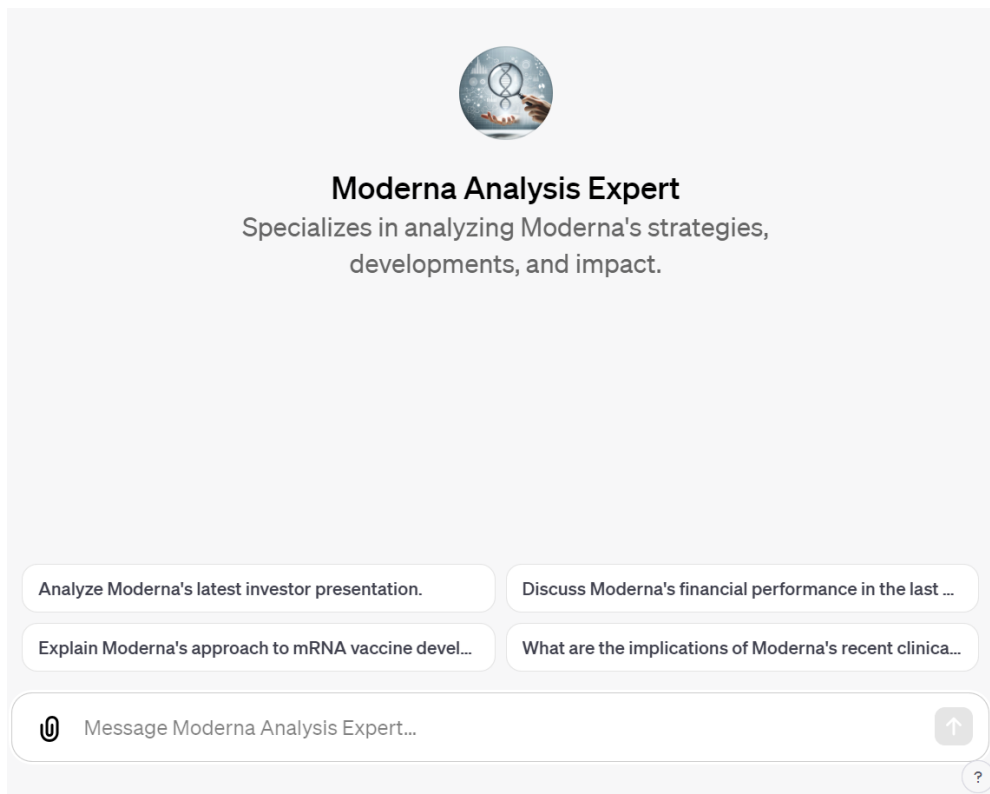 Moderna Analysis Expert
Specializes in analyzing Moderna's strategies,
developments, and impact.
Analyze Moderna's latest investor presentation.
Discuss Moderna's financial performance in the last ...
Explain Moderna's approach to mRNA vaccine devel...
What are the implications of Moderna's recent clinica...
Message Moderna Analysis Expert...
?